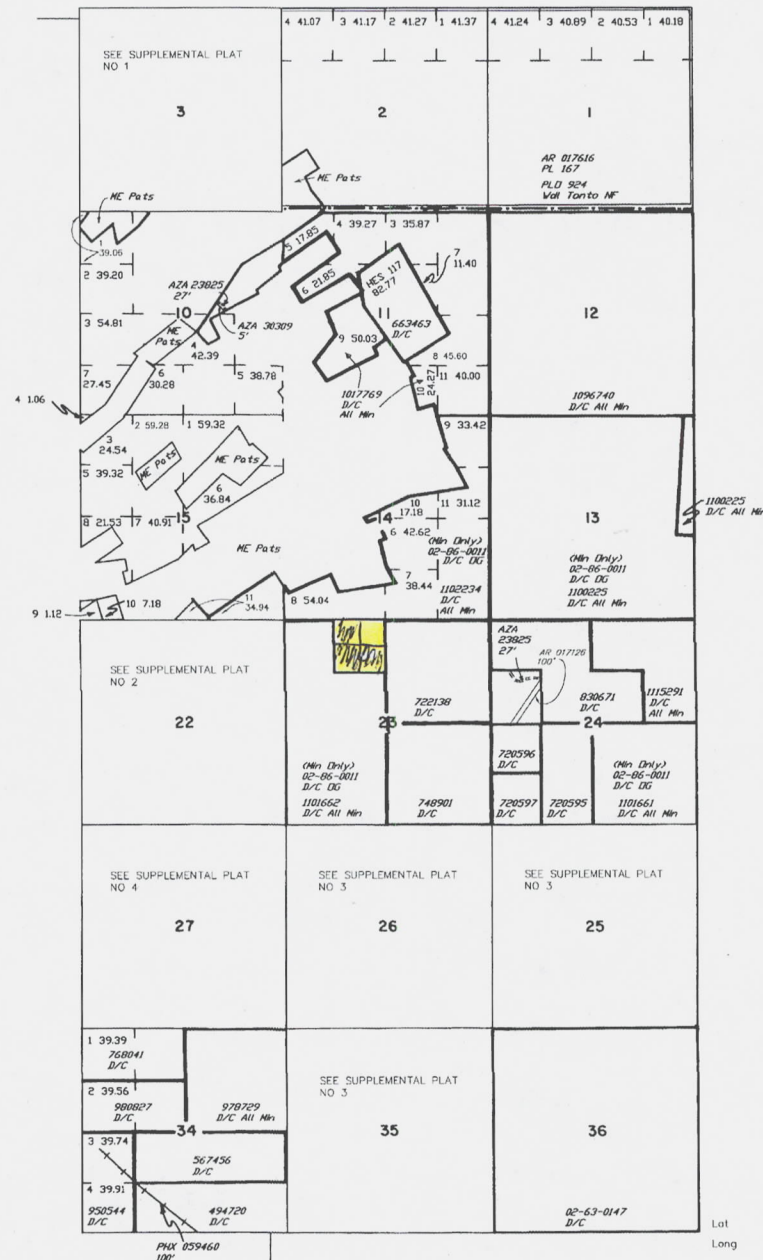 4 41.07 3 41.17 2 41.27 1 41.37 4 41.24 3 40.89 2 40.53 1 40.18
SEE SUPPLEMENTAL PLAT
NO 1
3
2
1
AR 017616
PL 167
PLO 924
Wdl Tonto NF
ME Pats
ME Pats
1
39.06
2 39.20
3 54.81
7
27.45
4 1.06
AZA 23825
27'
10
ME
Pats
4
42.39
6
30.28
5 38.78
AZA 30309
5'
5 17.85
4 39.27
3 35.87
6 21.85
HES 117
82.77
7
11.40
11
663463
D/C
9 50.03
8 45.60
10
24.27
11 40.00
1017769
D/C
All Min
12
1096740
D/C All Min
2 59.28
1 59.32
3
24.54
5 39.32
ME Pats
ME Pats
6
36.84
8 21.53
7 40.91
15
ME Pats
9 1.12
10 7.18
11
34.94
9 33.42
10
17.18
11 31.12
14
6 42.62
(Min Only)
02-86-0011
D/C OG
7
38.44
1102234
D/C
All Min
8 54.04
13
1100225
D/C All Min
(Min Only)
02-86-0011
D/C OG
1100225
D/C All Min
SEE SUPPLEMENTAL PLAT
NO 2
22
722138
D/C
23
(Min Only)
02-86-0011
D/C OG
1101662
D/C All Min
748901
D/C
AZA
23825
27'
AR 017126
100'
830671
D/C
1115291
D/C
All Min
24
720596
D/C
720597
D/C
720595
D/C
(Min Only)
02-86-0011
D/C OG
1101661
D/C All Min
SEE SUPPLEMENTAL PLAT
NO 4
27
SEE SUPPLEMENTAL PLAT
NO 3
26
SEE SUPPLEMENTAL PLAT
NO 3
25
1 39.39
768041
D/C
2 39.56
980827
D/C
978729
D/C All Min
34
3 39.74
567456
D/C
4 39.91
950544
D/C
494720
D/C
PHX 059460
100'
SEE SUPPLEMENTAL PLAT
NO 3
35
36
02-63-0147
D/C
Lat
Long